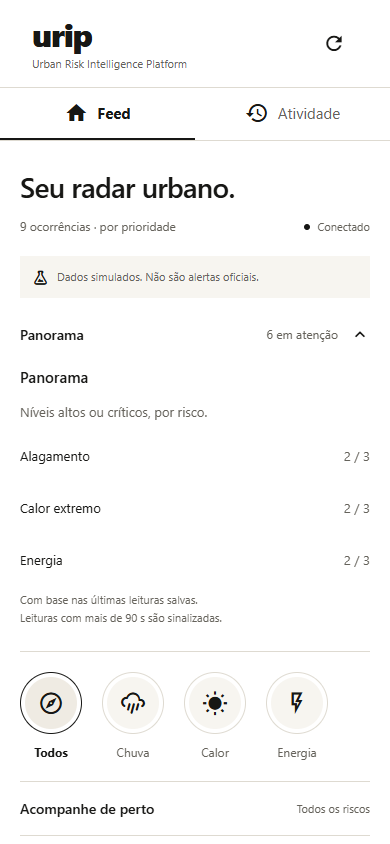 urip
Urban Risk Intelligence Platform
Feed
Atividade
Seu radar urbano.
9 ocorrências · por prioridade
Conectado
Dados simulados. Não são alertas oficiais.
Panorama
6 em atenção
Panorama
Níveis altos ou críticos, por risco.
Alagamento
2 / 3
Calor extremo
2 / 3
Energia
2 / 3
Com base nas últimas leituras salvas.
Leituras com mais de 90 s são sinalizadas.
Todos
Chuva
Calor
Energia
Acompanhe de perto
Todos os riscos